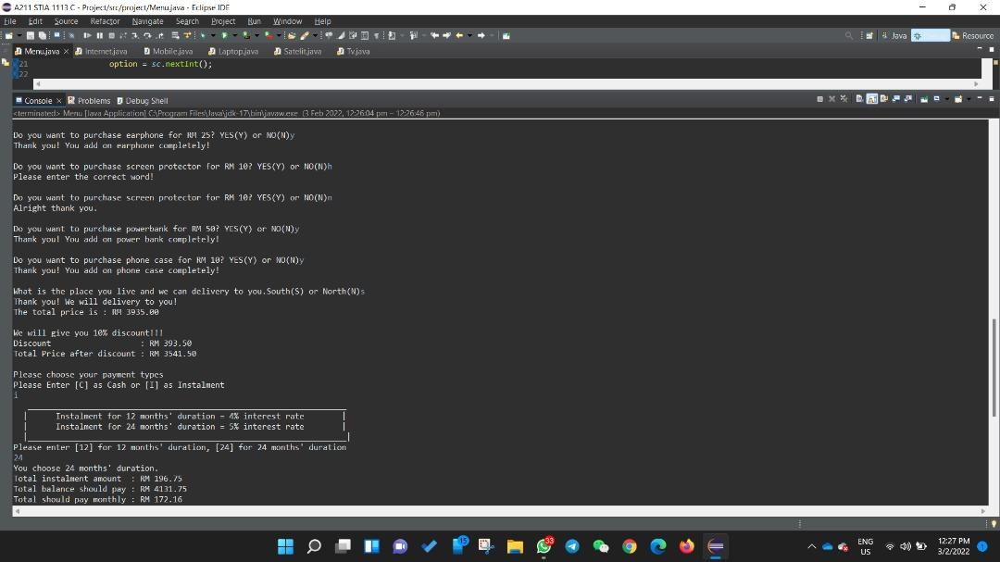 A211 STIA 1113 C - Project/src/project/Menu.java - Eclipse IDE
File Edit Source Refactor Navigate Search Project Run Window Help
Java Resource
Menu.java Internet.java Mobile.java Laptop.java Satelit.java Tv.java
21 option = sc.nextInt();
22
Console Problems Debug Shell
<terminated> Menu [Java Application] C:\Program Files\Java\jdk-17\bin\javaw.exe (3 Feb 2022, 12:26:04 pm – 12:26:46 pm)
Do you want to purchase earphone for RM 25? YES(Y) or NO(N)y
Thank you! You add on earphone completely!
Do you want to purchase screen protector for RM 10? YES(Y) or NO(N)h
Please enter the correct word!
Do you want to purchase screen protector for RM 10? YES(Y) or NO(N)n
Alright thank you.
Do you want to purchase powerbank for RM 50? YES(Y) or NO(N)y
Thank you! You add on power bank completely!
Do you want to purchase phone case for RM 10? YES(Y) or NO(N)y
Thank you! You add on phone case completely!
What is the place you live and we can delivery to you.South(S) or North(N)s
Thank you! We will delivery to you!
The total price is : RM 3935.00
We will give you 10% discount!!!
Discount : RM 393.50
Total Price after discount : RM 3541.50
Please choose your payment types
Please Enter [C] as Cash or [I] as Instalment
i
Instalment for 12 months' duration = 4% interest rate
Instalment for 24 months' duration = 5% interest rate
Please enter [12] for 12 months' duration, [24] for 24 months' duration
24
You choose 24 months' duration.
Total instalment amount : RM 196.75
Total balance should pay : RM 4131.75
Total should pay monthly : RM 172.16
15
33
ENG
US
12:27 PM
3/2/2022
1